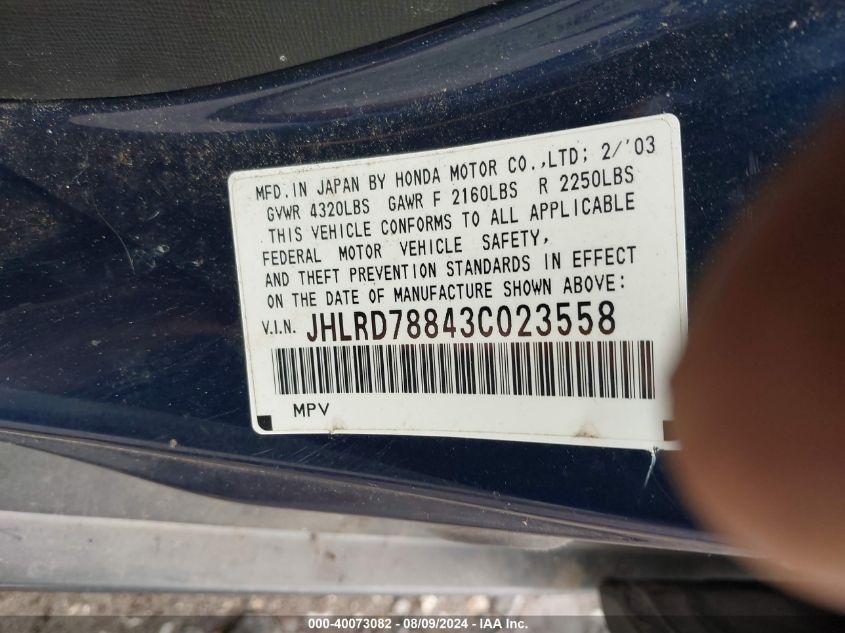 MFD. IN JAPAN BY HONDA MOTOR CO.,LTD; 2/'03
GVWR 4320LBS GAWR F 2160LBS R 2250LBS
THIS VEHICLE CONFORMS TO ALL APPLICABLE
FEDERAL MOTOR VEHICLE SAFETY,
AND THEFT PREVENTION STANDARDS IN EFFECT
ON THE DATE OF MANUFACTURE SHOWN ABOVE:
V.I.N. JHLRD78843C023558
MPV
000-40073082 - 08/09/2024 - IAA Inc.